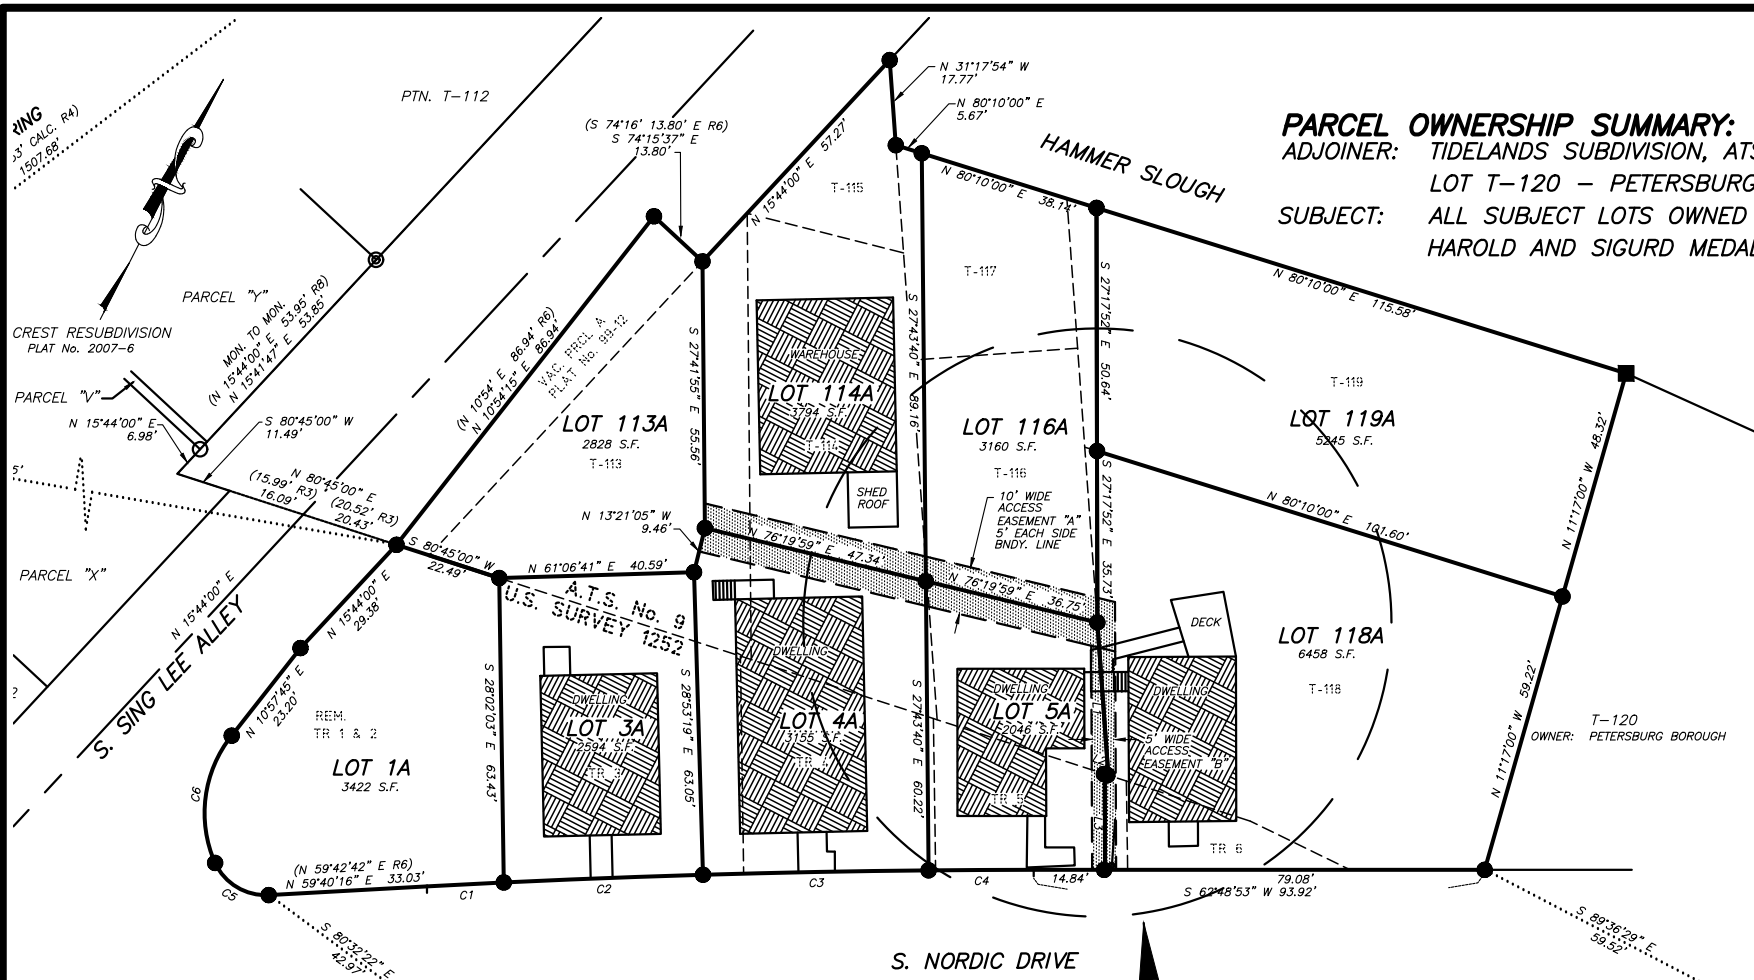 PARCEL OWNERSHIP SUMMARY:
ADJOINER: TIDELANDS SUBDIVISION,
LOT T-120 - PETERSBURG
SUBJECT: ALL SUBJECT LOTS OWNED
HAROLD AND SIGURD
PTN. T-112
(S 74°16' 13.80' E R6)
S 74°15'37" E
13.80'
N 31°17'54" W
17.77'
N 80°10'00" E
5.67'
HAMMER SLOUGH
N 15°44'00" E 57.27'
T-115
N 80°10'00" E 38.14'
T-117
N 80°10'00" E 115.58'
CALC. R4)
1507.68'
PARCEL "Y"
CREST RESUBDIVISION
PLAT No. 2007-6
MON. TO MON.
(N 15°44'00" E 53.95' R8)
N 15°41'47" E 53.85'
PARCEL "V"
N 15°44'00" E
6.98'
S 80°45'00" W
11.49'
(N 10°54' E 86.94' R6)
N 10°54'15" E 86.94'
VAC. PRCL. A
PLAT No. 99-12
S 27°41'55" E 55.56'
LOT 113A
2828 S.F.
T-113
WAREHOUSE
LOT 114A
3794 S.F.
SHED
ROOF
S 27°43'40" E 89.16'
LOT 116A
3160 S.F.
T-116
10' WIDE
ACCESS
EASEMENT "A"
5' EACH SIDE
BNDY. LINE
S 27°17'52" E 50.64'
S 27°17'52" E 35.73'
T-119
LOT 119A
5245 S.F.
N 11°17'00" W 48.32'
N 80°10'00" E 101.60'
N 80°45'00" E
(15.99' R3) (20.52' R3)
16.09' 20.43'
N 13°21'05" W
9.46'
N 76°19'59" E 47.34'
N 76°19'59" E 36.75'
S 80°45'00" W
22.49'
N 61°06'41" E 40.59'
A.T.S. No. 9
U.S. SURVEY 1252
PARCEL "X"
N 15°44'00" E
S. SING LEE ALLEY
N 15°44'00" E
29.38'
N 10°57'45" E
23.20'
REM.
TR 1 & 2
LOT 1A
3422 S.F.
C6
C5
S 28°02'03" E 63.43'
DWELLING
LOT 3A
2594 S.F.
S 28°53'19" E 63.05'
DWELLING
LOT 4A
3155 S.F.
S 27°43'40" E 60.22'
DWELLING
LOT 5A
2046 S.F.
DECK
DWELLING
5' WIDE
ACCESS
EASEMENT "B"
LOT 118A
6458 S.F.
T-118
N 11°17'00" W 59.22'
T-120
OWNER: PETERSBURG BOROUGH
TR 6
(N 59°42'42" E R6)
N 59°40'16" E 33.03'
C1
C2
C3
C4
14.84'
79.08'
S 62°48'53" W 93.92'
S 80°32'22" E
42.97'
S 89°36'29" E
59.52'
S. NORDIC DRIVE